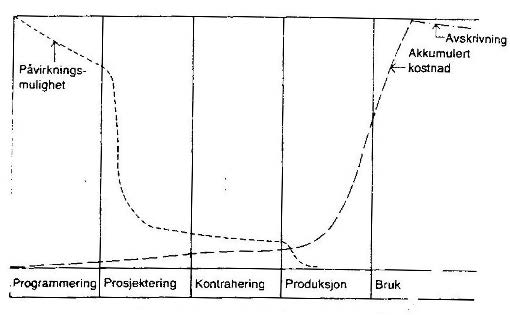 Påvirknings-
mulighet
Avskrivning
Akkumulert
kostnad
Programmering Prosjektering Kontrahering Produksjon Bruk